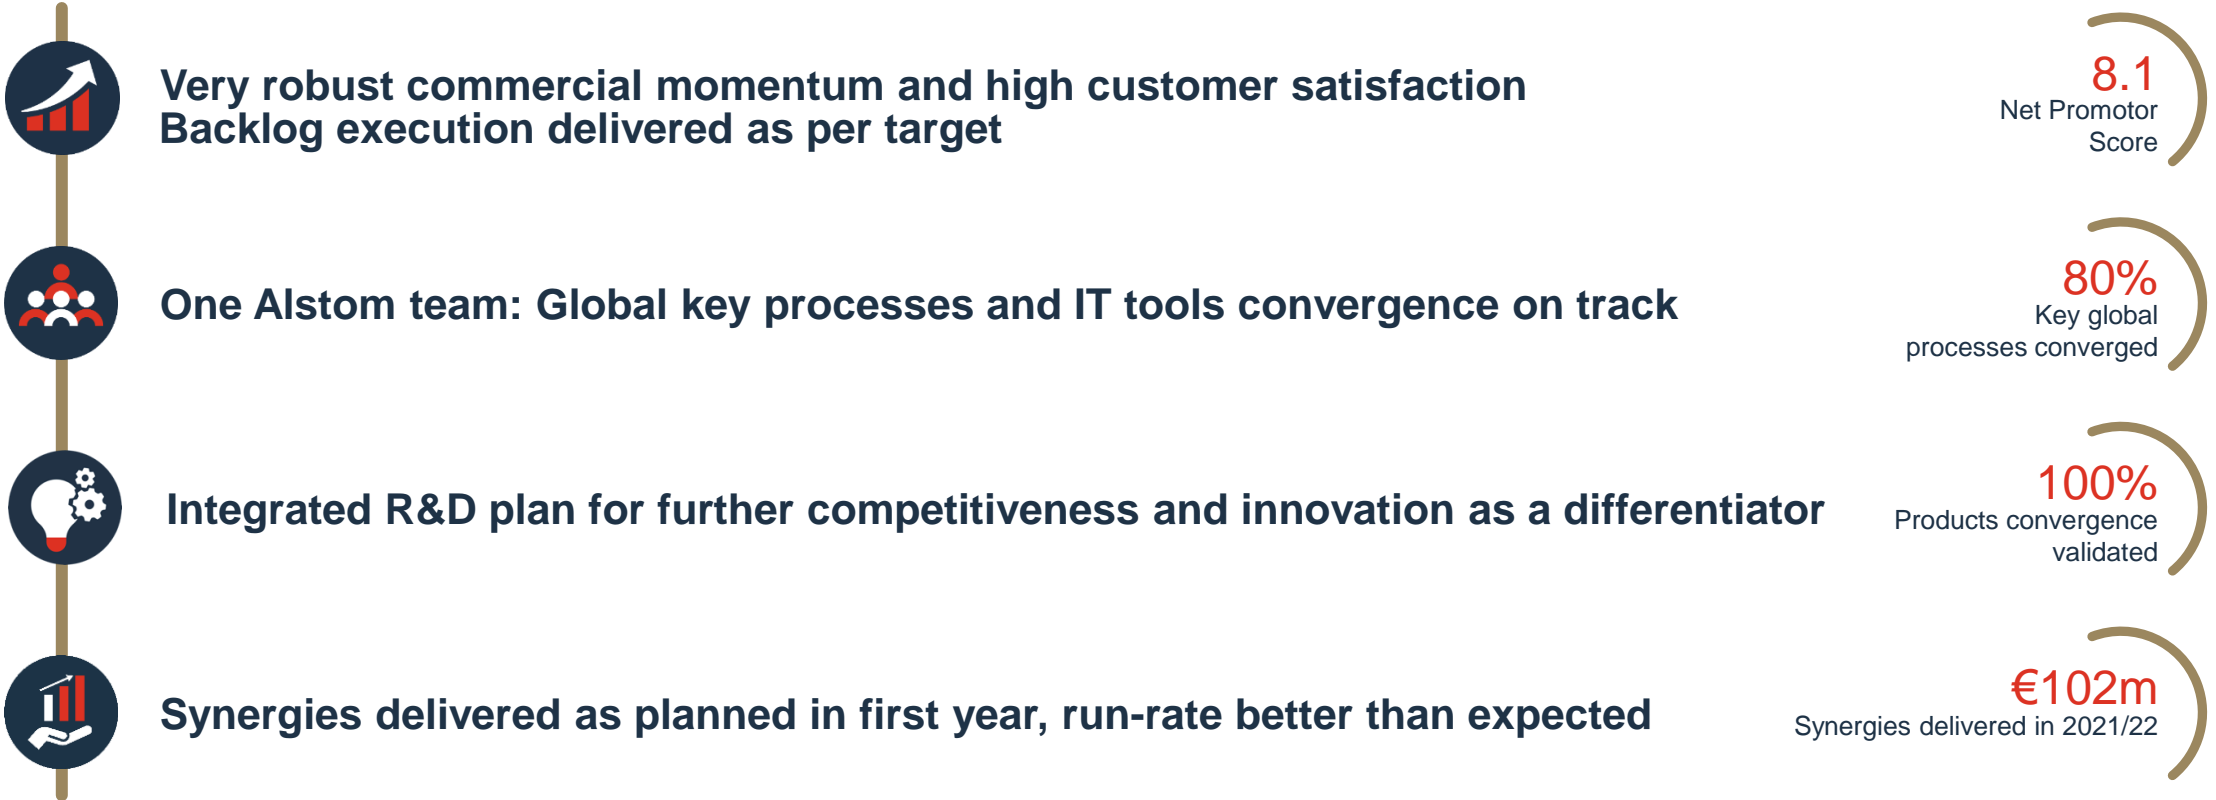 Very robust commercial momentum and high customer satisfaction
Backlog execution delivered as per target
8.1
Net Promotor
Score
One Alstom team: Global key processes and IT tools convergence on track
80%
Key global
processes converged
Integrated R&D plan for further competitiveness and innovation as a differentiator
100%
Products convergence
validated
Synergies delivered as planned in first year, run-rate better than expected
€102m
Synergies delivered in 2021/22